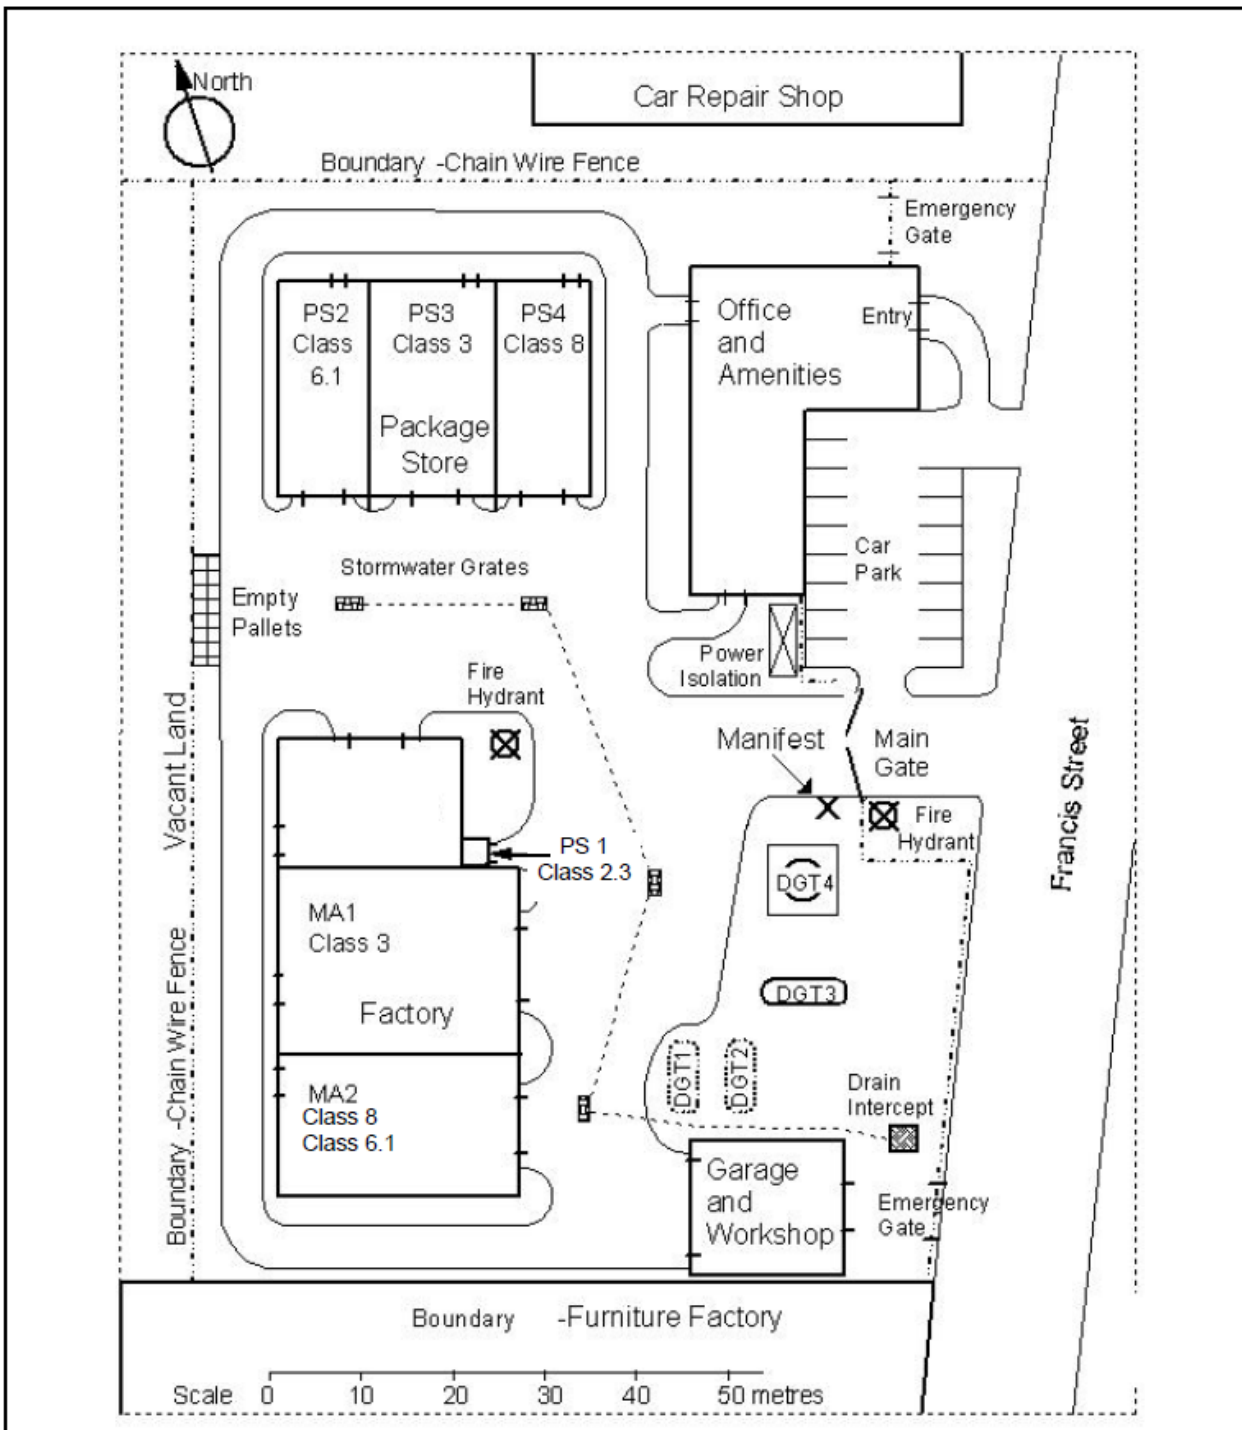 North
Car Repair Shop
Boundary -Chain Wire Fence
Emergency
Gate
PS2
Class
6.1
PS3
Class 3
PS4
Class 8
Package
Store
Office
and
Amenities
Entry
Stormwater Grates
Empty
Pallets
Car
Park
Power
Isolation
Fire
Hydrant
Vacant Land
Manifest
Main
Gate
Fire
Hydrant
Francis Street
PS 1
Class 2.3
DGT4
MA1
Class 3
Factory
DGT3
DGT1
DGT2
Boundary -Chain Wire Fence
MA2
Class 8
Class 6.1
Drain
Intercept
Garage
and
Workshop
Emergency
Gate
Boundary -Furniture Factory
Scale 0 10 20 30 40 50 metres